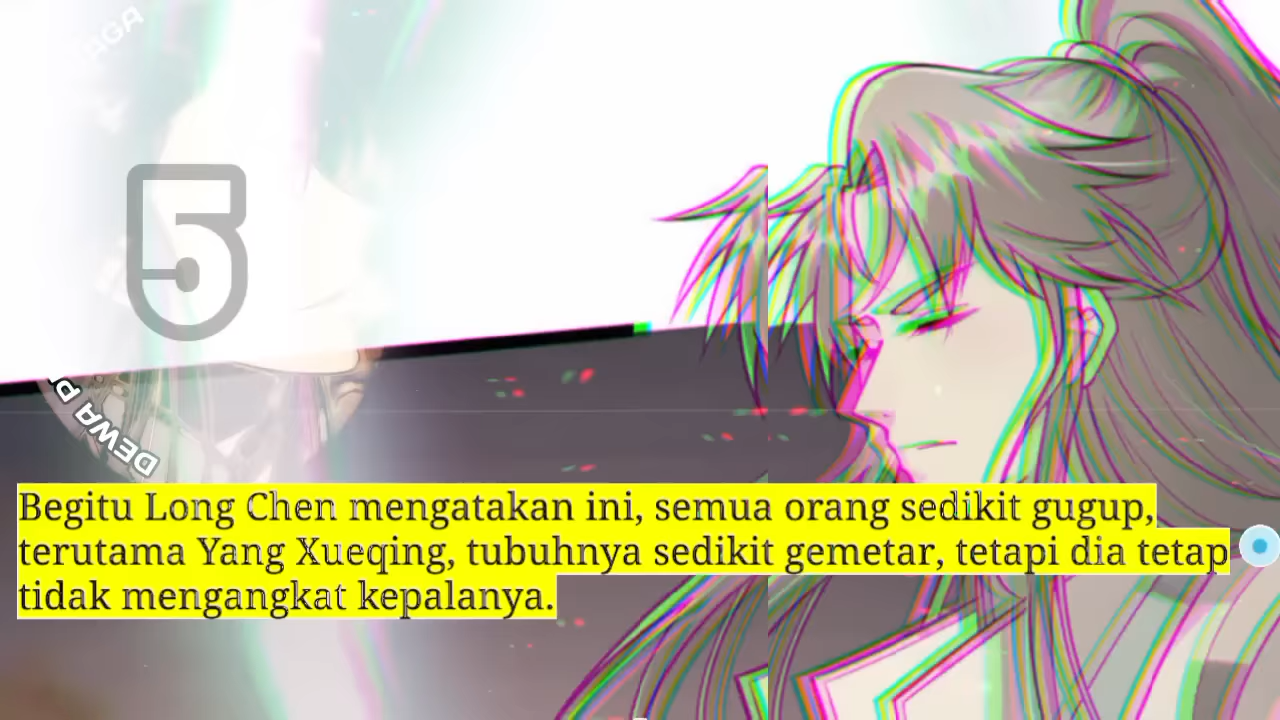 5
DEWA
Begitu Long Chen mengatakan ini, semua orang sedikit gugup,
terutama Yang Xueqing, tubuhnya sedikit gemetar, tetapi dia tetap
tidak mengangkat kepalanya.